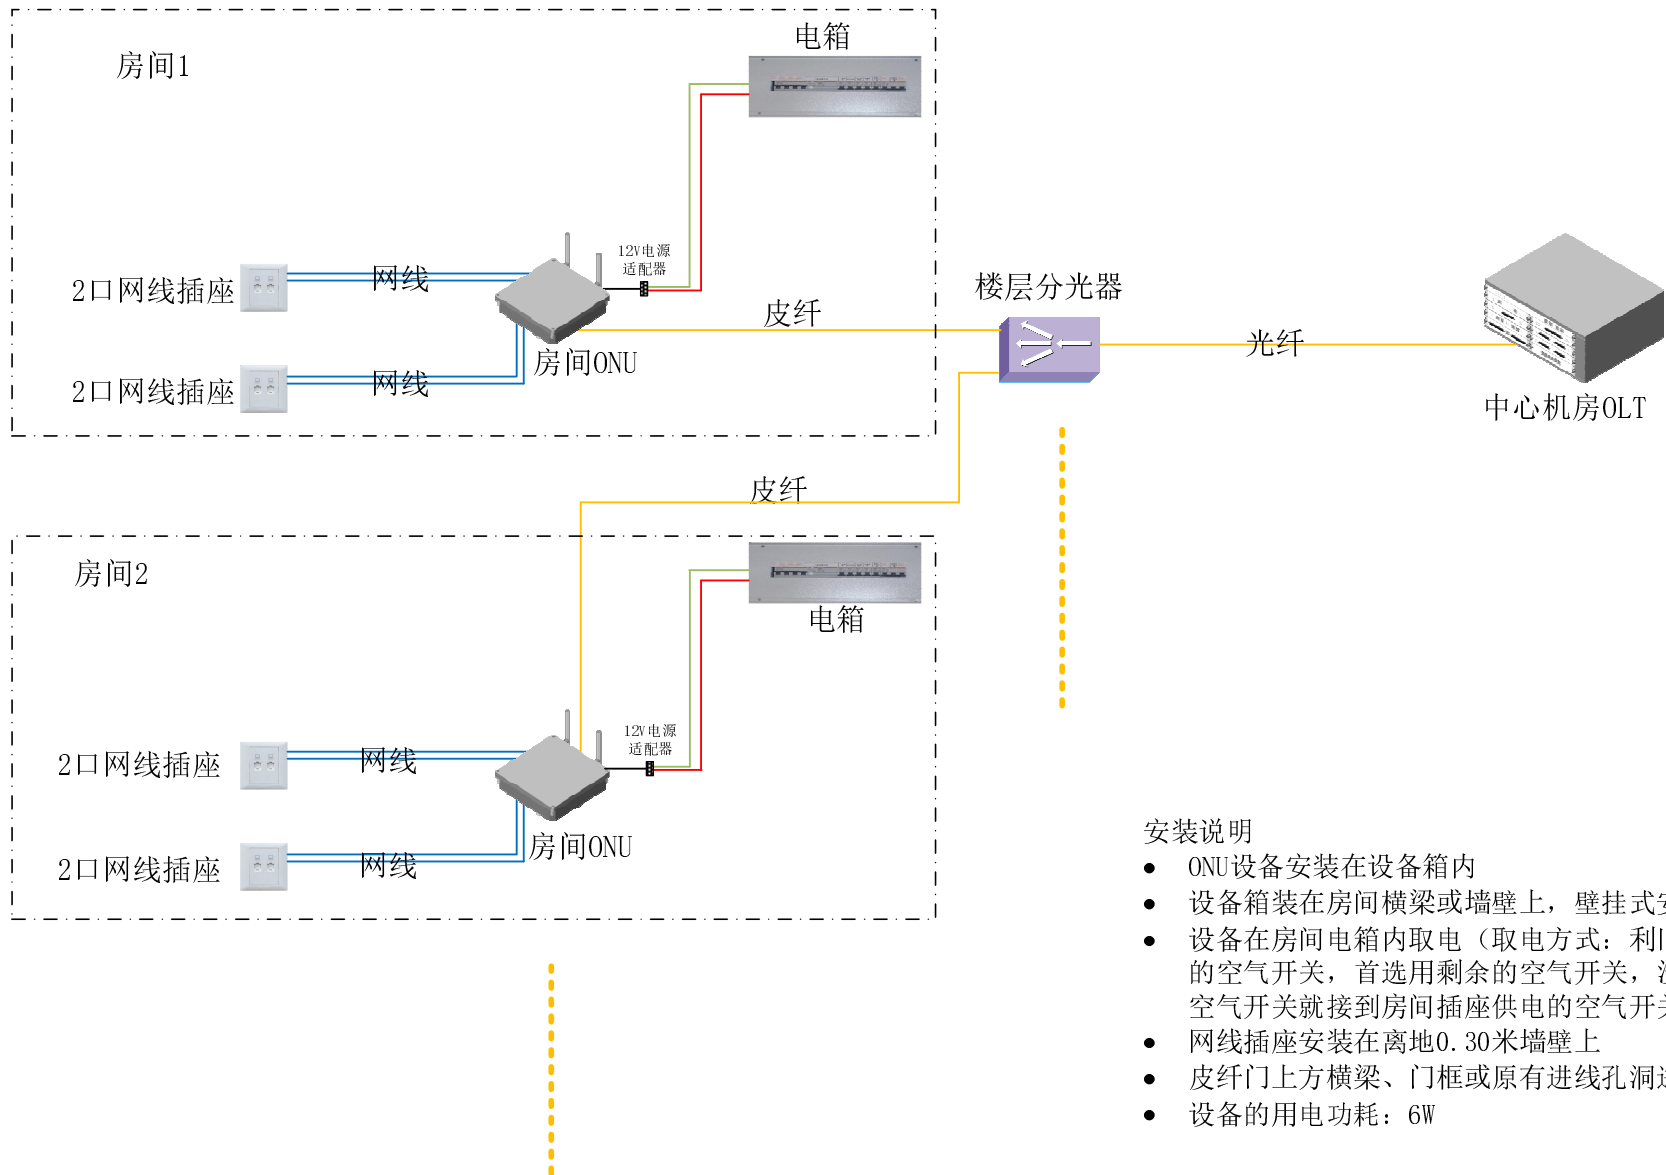 电箱
房间1
12V电源
适配器
2口网线插座
网线
楼层分光器
皮纤
光纤
房间ONU
2口网线插座
网线
中心机房OLT
皮纤
房间2
电箱
12V电源
适配器
2口网线插座
网线
房间ONU
2口网线插座
网线
安装说明
ONU设备安装在设备箱内
设备箱装在房间横梁或墙壁上，壁挂式
设备在房间电箱内取电（取电方式：利
的空气开关，首选用剩余的空气开关，
空气开关就接到房间插座供电的空气开
网线插座安装在离地0.30米墙壁上
皮纤门上方横梁、门框或原有进线孔洞
设备的用电功耗：6W